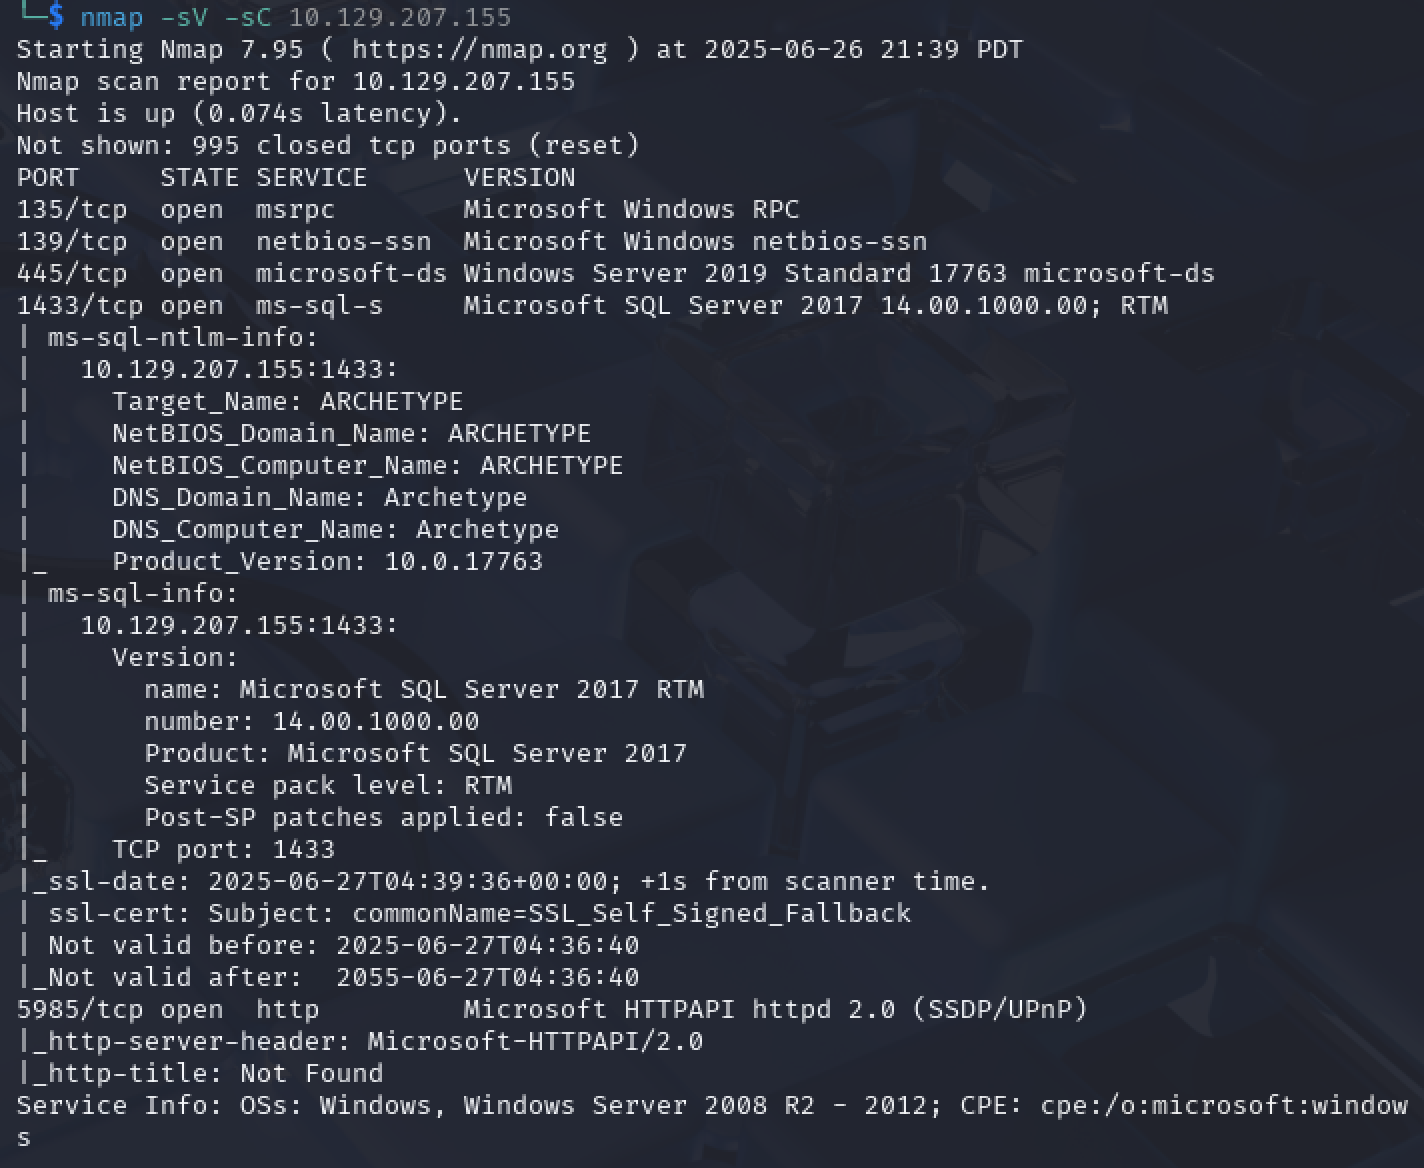 └─$ nmap -sV -sC 10.129.207.155
Starting Nmap 7.95 ( https://nmap.org ) at 2025-06-26 21:39 PDT
Nmap scan report for 10.129.207.155
Host is up (0.074s latency).
Not shown: 995 closed tcp ports (reset)
PORT     STATE SERVICE      VERSION
135/tcp  open  msrpc        Microsoft Windows RPC
139/tcp  open  netbios-ssn  Microsoft Windows netbios-ssn
445/tcp  open  microsoft-ds Windows Server 2019 Standard 17763 microsoft-ds
1433/tcp open  ms-sql-s     Microsoft SQL Server 2017 14.00.1000.00; RTM
| ms-sql-ntlm-info:
|   10.129.207.155:1433:
|     Target_Name: ARCHETYPE
|     NetBIOS_Domain_Name: ARCHETYPE
|     NetBIOS_Computer_Name: ARCHETYPE
|     DNS_Domain_Name: Archetype
|     DNS_Computer_Name: Archetype
|_    Product_Version: 10.0.17763
| ms-sql-info:
|   10.129.207.155:1433:
|     Version:
|       name: Microsoft SQL Server 2017 RTM
|       number: 14.00.1000.00
|       Product: Microsoft SQL Server 2017
|       Service pack level: RTM
|       Post-SP patches applied: false
|_    TCP port: 1433
|_ssl-date: 2025-06-27T04:39:36+00:00; +1s from scanner time.
| ssl-cert: Subject: commonName=SSL_Self_Signed_Fallback
| Not valid before: 2025-06-27T04:36:40
|_Not valid after:  2055-06-27T04:36:40
5985/tcp open  http         Microsoft HTTPAPI httpd 2.0 (SSDP/UPnP)
|_http-server-header: Microsoft-HTTPAPI/2.0
|_http-title: Not Found
Service Info: OSs: Windows, Windows Server 2008 R2 - 2012; CPE: cpe:/o:microsoft:window
s